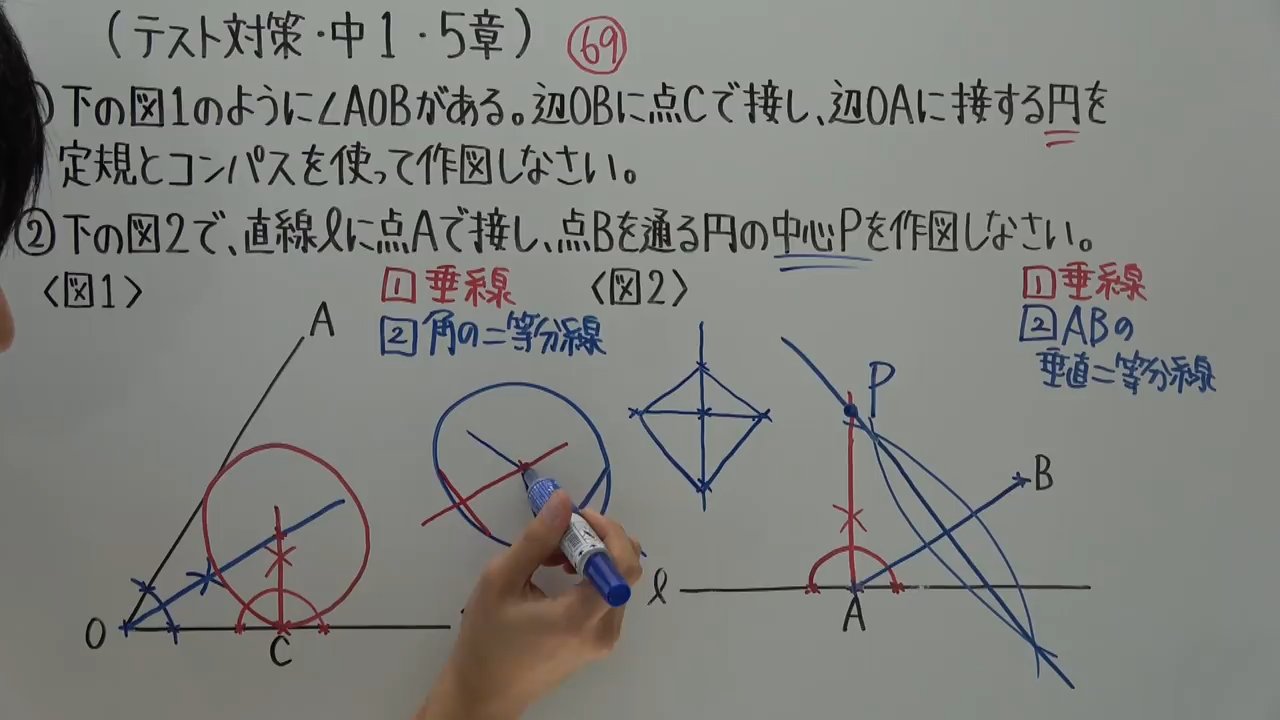 （テスト対策・中1・5章） 69
下の図1のように∠AOBがある。辺OBに点Cで接し、辺OAに接する円を
定規とコンパスを使って作図しなさい。
②下の図2で、直線ℓに点Aで接し、点Bを通る円の中心Pを作図しなさい。
〈図1〉
1 垂線
2 角の二等分線
〈図2〉
1 垂線
2 ABの
垂直二等分線
A
O
C
P
B
ℓ
A